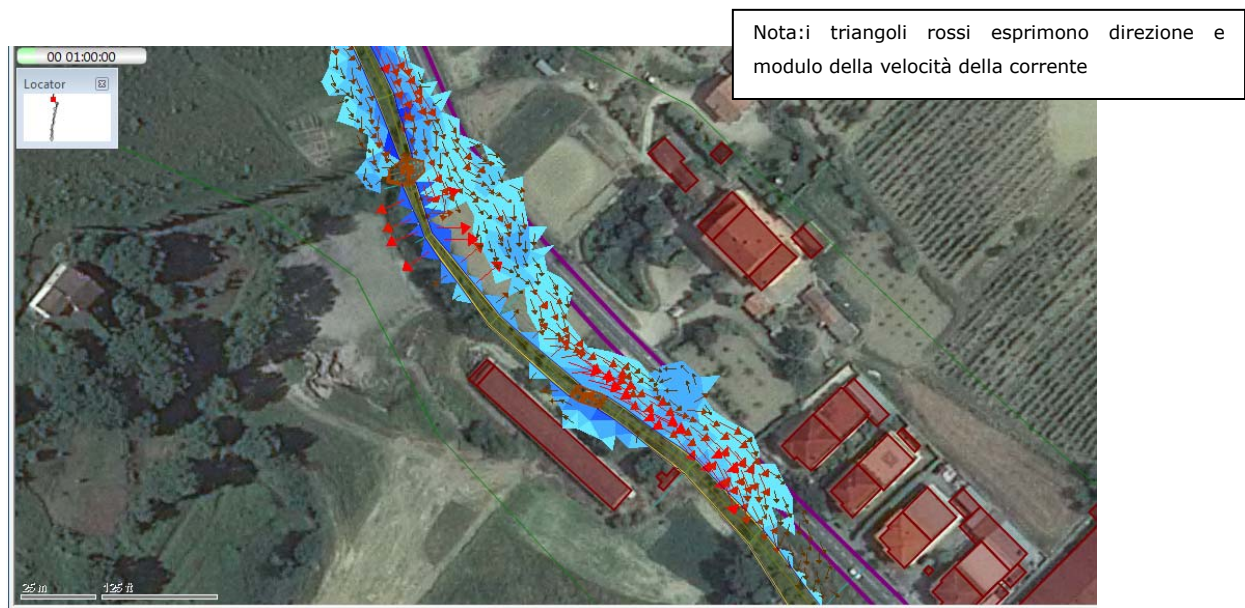 Nota:i triangoli rossi esprimono direzione e
modulo della velocità della corrente
00 01:00:00
Locator
25 m 125 ft